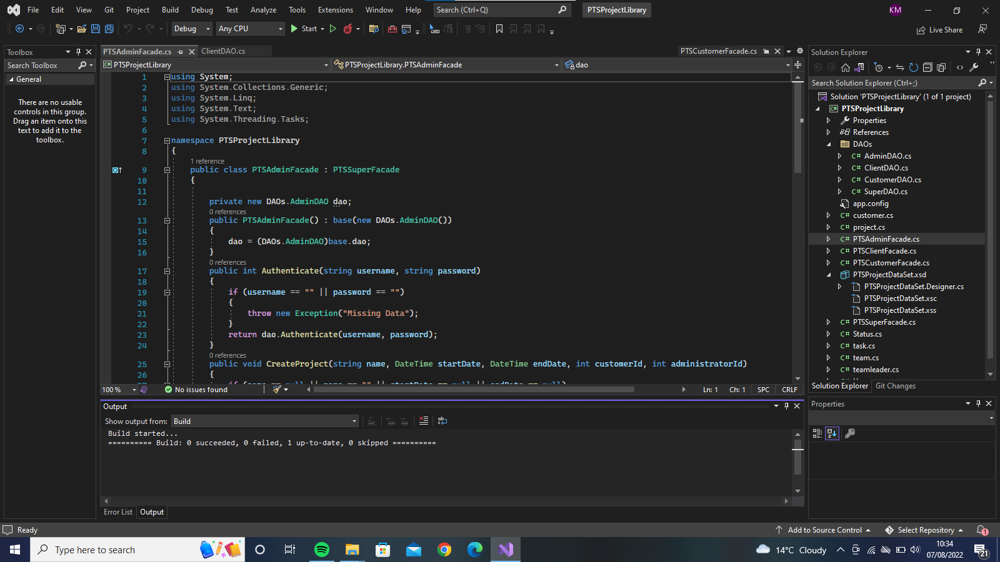 File Edit View Git Project Build Debug Test Analyze Tools Extensions Window Help Search (Ctrl+Q) PTSProjectLibrary KM
Debug Any CPU Start Live Share
Toolbox
Search Toolbox
General
There are no usable
controls in this group.
Drag an item onto this
text to add it to the
toolbox.
PTSAdminFacade.cs ClientDAO.cs PTSCustomerFacade.cs
PTSProjectLibrary PTSProjectLibrary.PTSAdminFacade dao
1 using System;
2 using System.Collections.Generic;
3 using System.Linq;
4 using System.Text;
5 using System.Threading.Tasks;
6
7 namespace PTSProjectLibrary
8 {
1 reference
9 public class PTSAdminFacade : PTSSuperFacade
10 {
11
12 private new DAOs.AdminDAO dao;
0 references
13 public PTSAdminFacade() : base(new DAOs.AdminDAO())
14 {
15 dao = (DAOs.AdminDAO)base.dao;
16 }
0 references
17 public int Authenticate(string username, string password)
18 {
19 if (username == "" || password == "")
20 {
21 throw new Exception("Missing Data");
22 }
23 return dao.Authenticate(username, password);
24 }
0 references
25 public void CreateProject(string name, DateTime startDate, DateTime endDate, int customerId, int administratorId)
26 {
27 if (name == null || name == "" || startDate == null || endDate == null)
100 % No issues found Ln: 1 Ch: 1 SPC CRLF
Output
Show output from: Build
Build started...
========== Build: 0 succeeded, 0 failed, 1 up-to-date, 0 skipped ==========
Error List Output
Solution Explorer
Search Solution Explorer (Ctrl+;)
Solution 'PTSProjectLibrary' (1 of 1 project)
PTSProjectLibrary
Properties
References
DAOs
C# AdminDAO.cs
C# ClientDAO.cs
C# CustomerDAO.cs
C# SuperDAO.cs
app.config
C# customer.cs
C# project.cs
C# PTSAdminFacade.cs
C# PTSClientFacade.cs
C# PTSCustomerFacade.cs
PTSProjectDataSet.xsd
PTSProjectDataSet.Designer.cs
PTSProjectDataSet.xsc
PTSProjectDataSet.xss
C# PTSSuperFacade.cs
C# Status.cs
C# task.cs
C# team.cs
C# teamleader.cs
Solution Explorer Git Changes
Properties
Ready Add to Source Control Select Repository 1
Type here to search 14°C Cloudy 10:34
07/08/2022 21